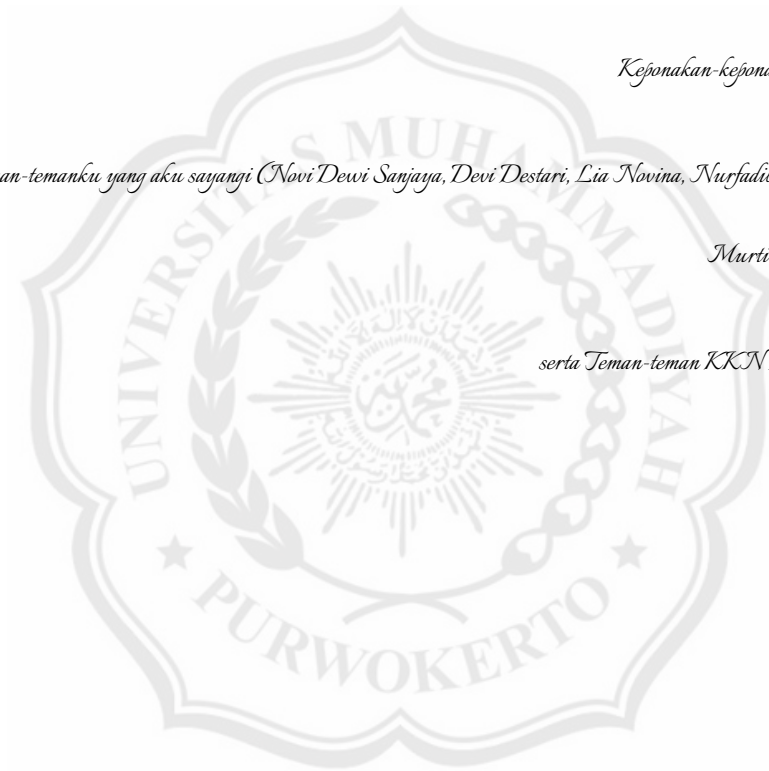 Keponakan-kepona
an-temanku yang aku sayangi (Novi Dewi Sanjaya, Devi Destari, Lia Novina, Nurfadi
Murti
serta Teman-teman KKN
UNIVERSITAS MUHAMMADIYAH
PURWOKERTO